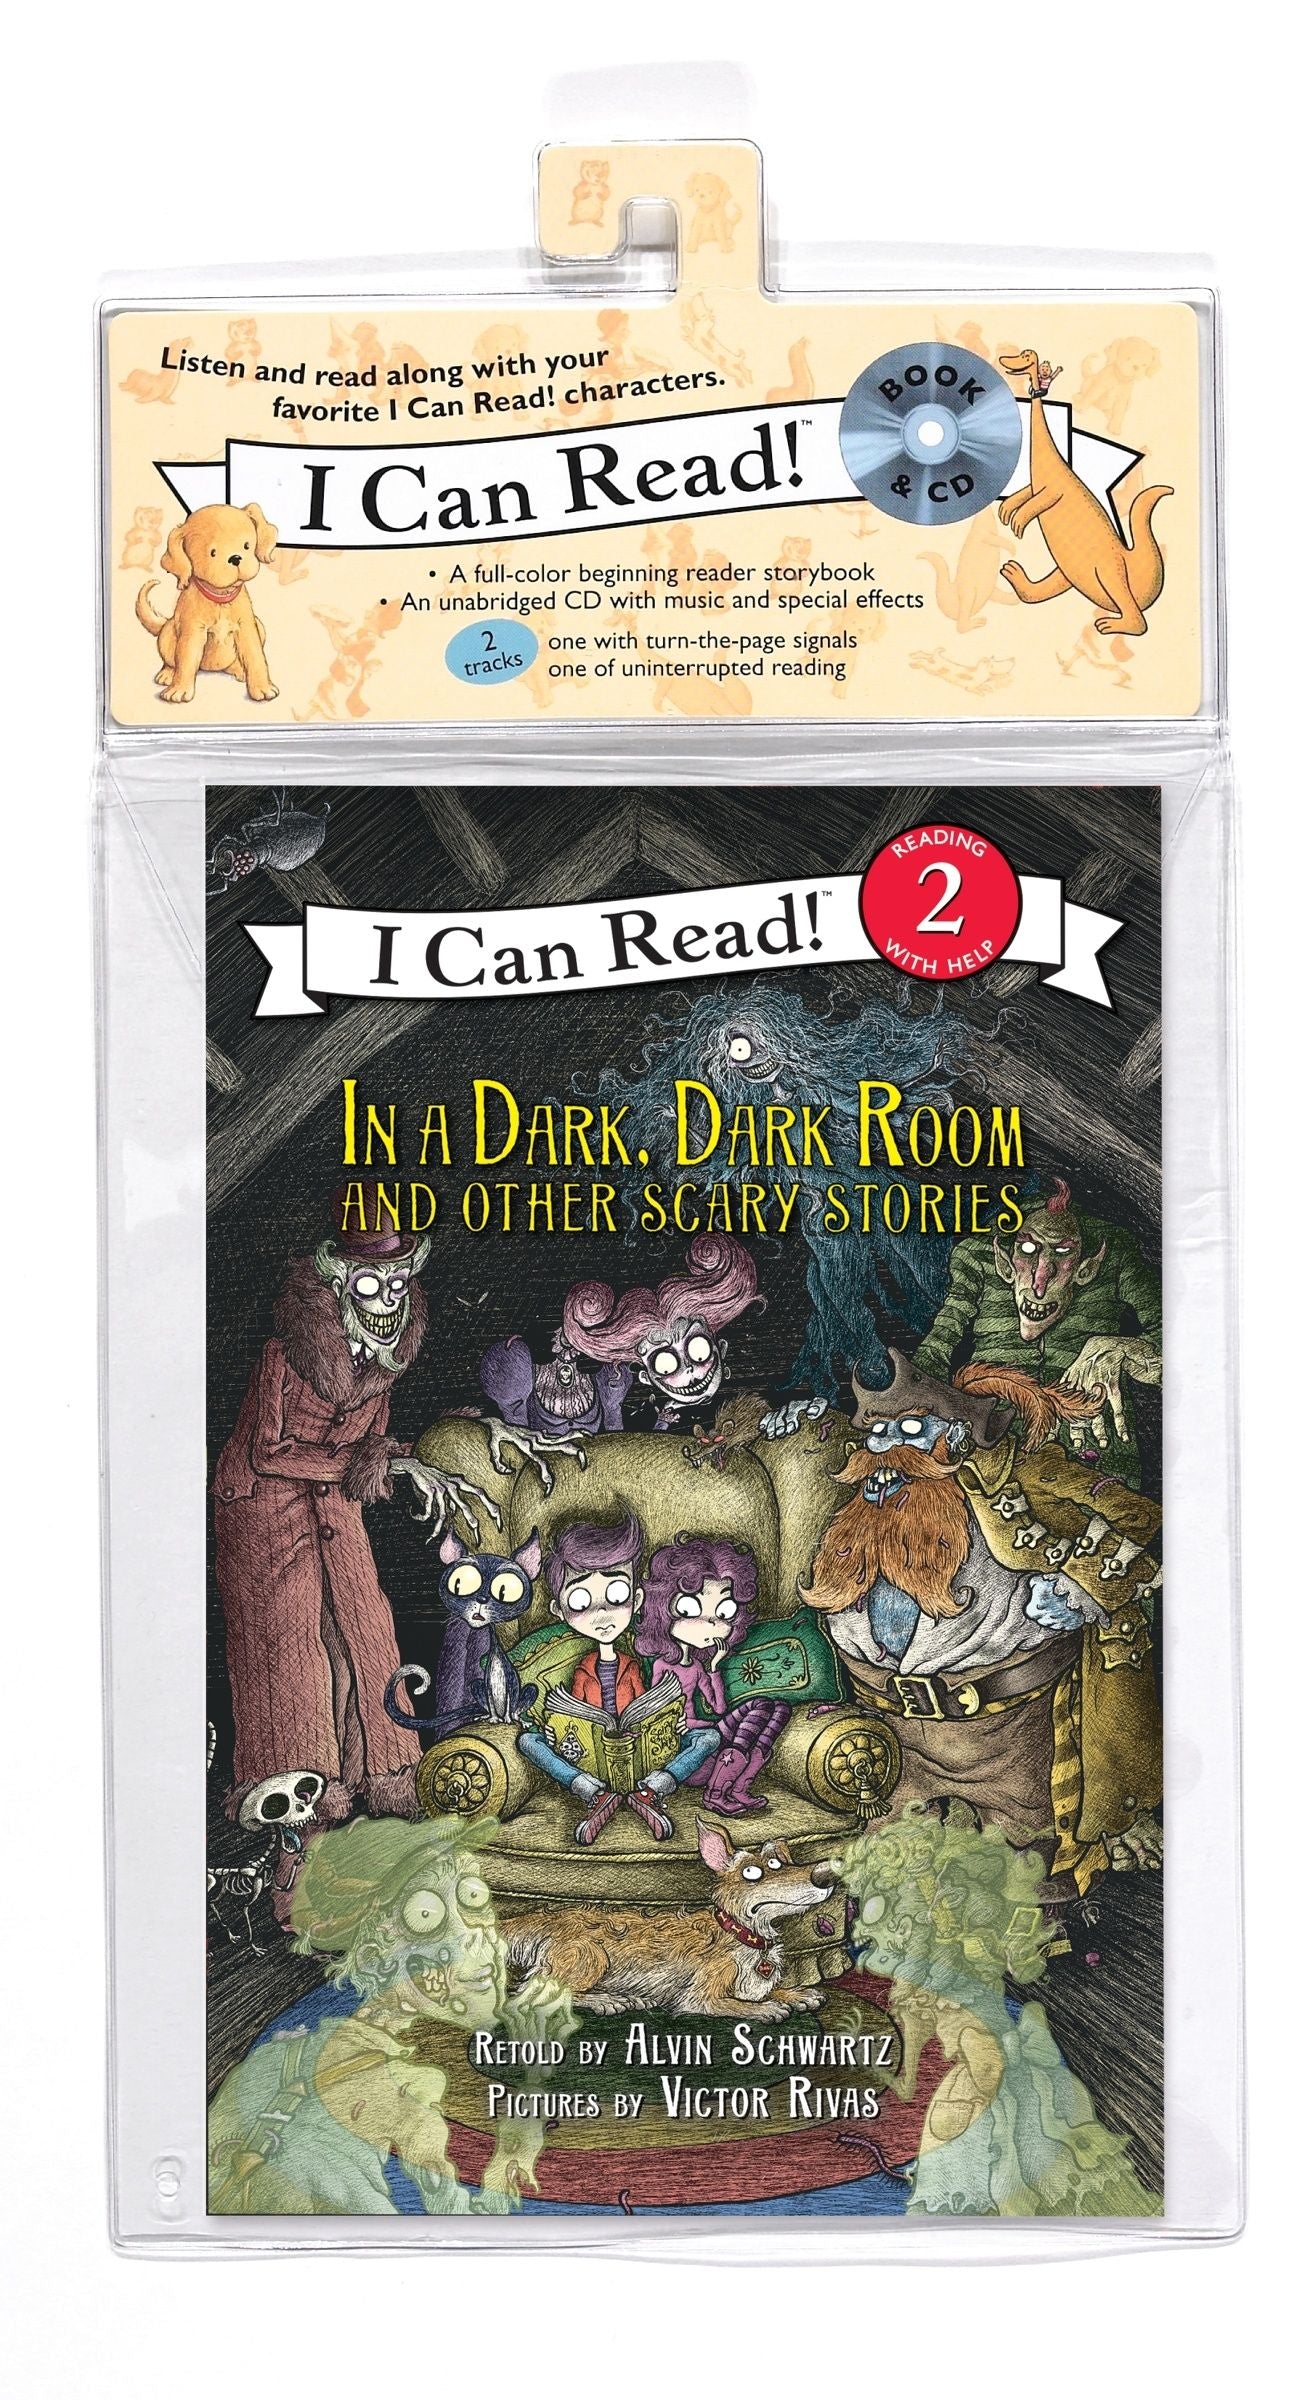 Listen and read along with your
favorite I Can Read! characters.
I Can Read!™
BOOK
& CD
• A full-color beginning reader storybook
• An unabridged CD with music and special effects
2
tracks
one with turn-the-page signals
one of uninterrupted reading
READING
2
WITH HELP
I Can Read!™
IN A DARK, DARK ROOM
AND OTHER SCARY STORIES
RETOLD BY ALVIN SCHWARTZ
PICTURES BY VICTOR RIVAS